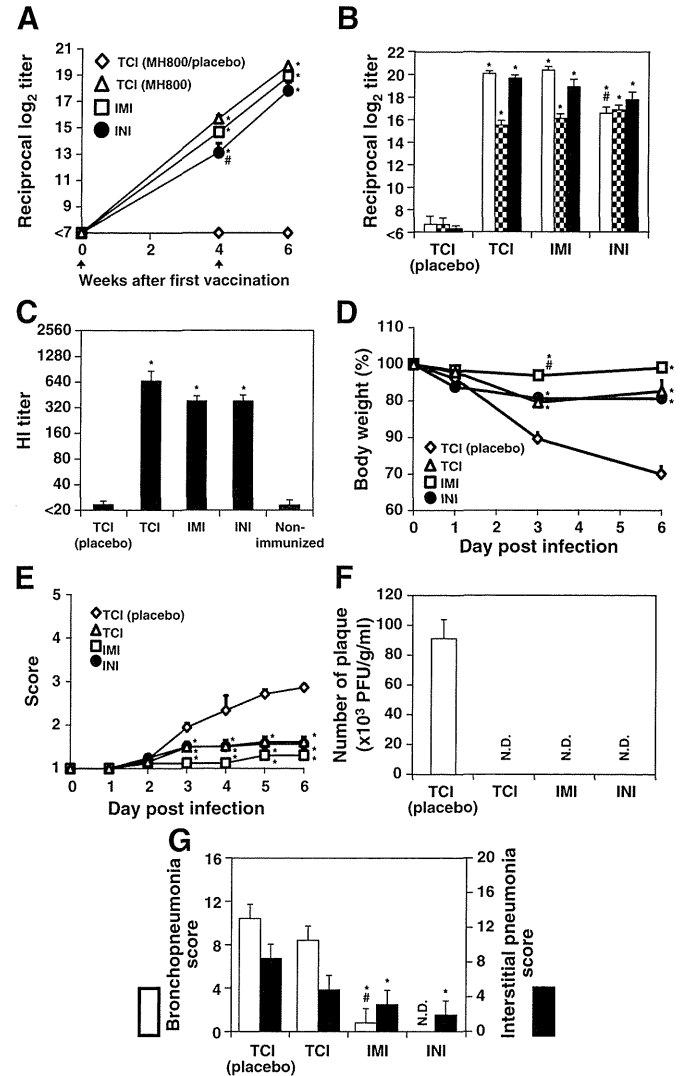 A
Reciprocal log2 titer
21
19
17
15
13
11
9
<7
TCI (MH800/placebo)
TCI (MH800)
IMI
INI
*
*
*
*
*
*
#
0
2
4
6
Weeks after first vaccination
B
Reciprocal log2 titer
22
20
18
16
14
12
10
8
<6
*
*
*
*
*
*
*
#
*
*
TCI
(placebo)
TCI
IMI
INI
C
HI titer
2560
1280
640
320
160
80
40
<20
*
*
*
TCI
(placebo)
TCI
IMI
INI
Non-
immunized
D
Body weight (%)
110
100
80
90
70
60
*
#
*
*
*
*
*
TCI (placebo)
TCI
IMI
INI
0
1
2
3
4
5
6
Day post infection
E
Score
5
4
3
2
1
TCI (placebo)
TCI
IMI
INI
*
*
*
*
*
*
*
*
*
*
*
*
0
1
2
3
4
5
6
Day post infection
F
Number of plaque
(x10³ PFU/g/ml)
120
100
80
60
40
20
0
N.D.
N.D.
N.D.
TCI
(placebo)
TCI
IMI
INI
G
Bronchopneumonia
score
16
12
8
4
0
*
#
*
N.D.
*
20
16
12
8
4
0
Interstitial pneumonia
score
TCI
(placebo)
TCI
IMI
INI